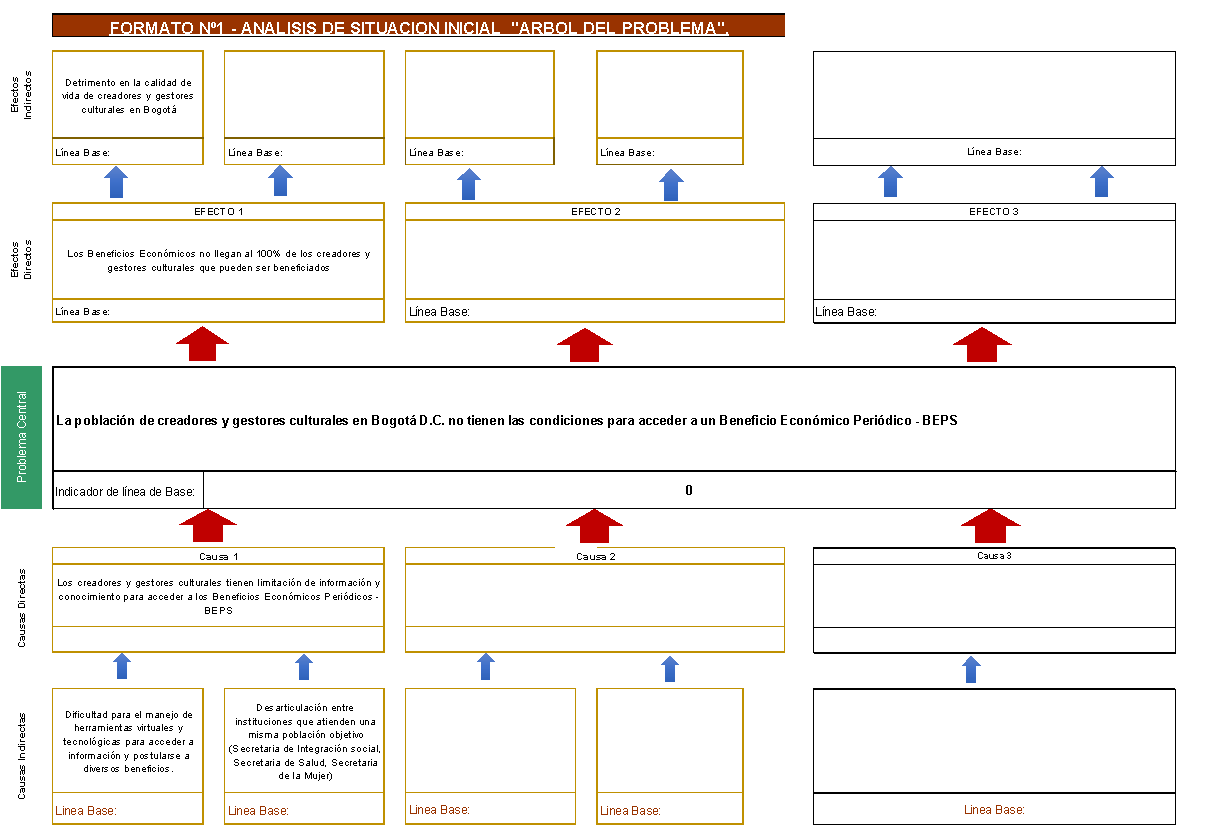 FORMATO Nº1 - ANALISIS DE SITUACION INICIAL "ARBOL DEL PROBLEMA".
Efectos
Indirectos
Detrimento en la calidad de
vida de creadores y gestores
culturales en Bogotá
Línea Base:
Línea Base:
Línea Base:
Línea Base:
Línea Base:
Efectos
Directos
EFECTO 1
Los Beneficios Económicos no llegan al 100% de los creadores y
gestores culturales que pueden ser beneficiados
Línea Base:
EFECTO 2
Línea Base:
EFECTO 3
Línea Base:
Problema Central
La población de creadores y gestores culturales en Bogotá D.C. no tienen las condiciones para acceder a un Beneficio Económico Periódico - BEPS
Indicador de línea de Base:
0
Causas Directas
Causa 1
Los creadores y gestores culturales tienen limitación de información y
conocimiento para acceder a los Beneficios Económicos Periódicos -
BEPS
Causa 2
Causa 3
Causas Indirectas
Dificultad para el manejo de
herramientas virtuales y
tecnológicas para acceder a
información y postularse a
diversos beneficios.
Linea Base:
Desarticulación entre
instituciones que atienden una
misma población objetivo
(Secretaria de Integración social,
Secretaria de Salud, Secretaria
de la Mujer)
Linea Base:
Linea Base:
Linea Base:
Linea Base: